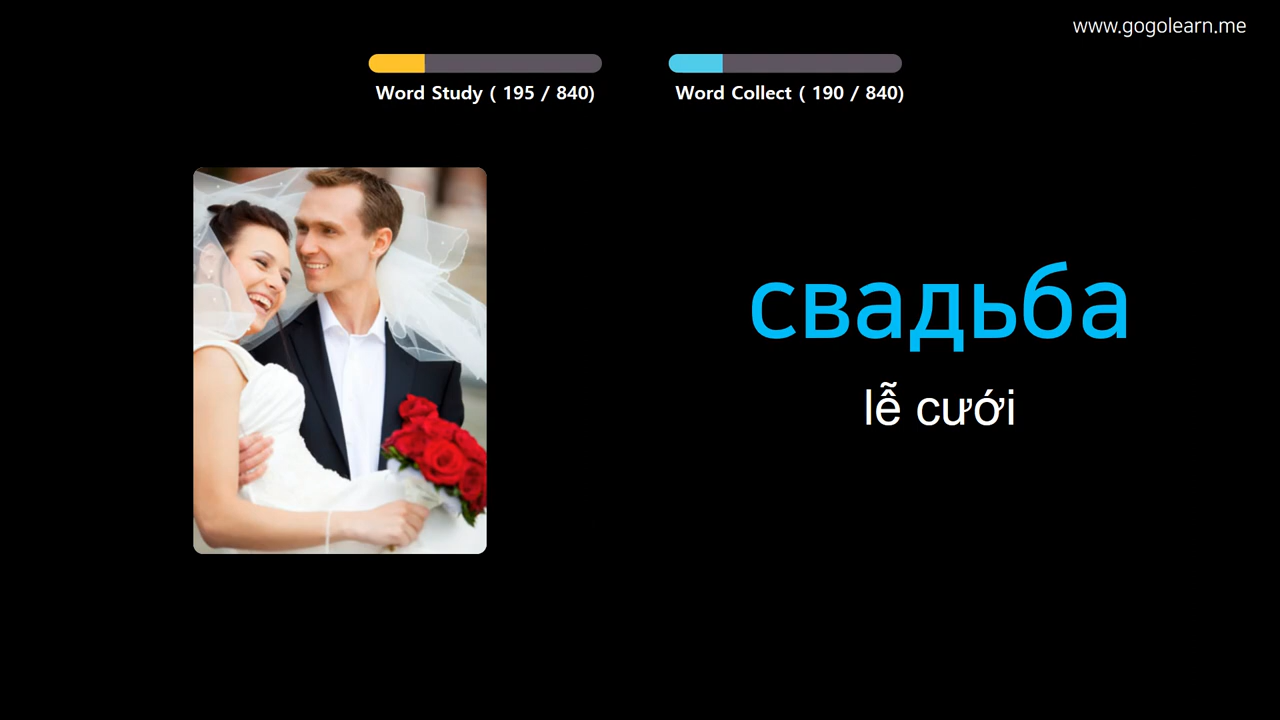 www.gogolearn.me
Word Study ( 195 / 840)
Word Collect ( 190 / 840)
свадьба
lễ cưới